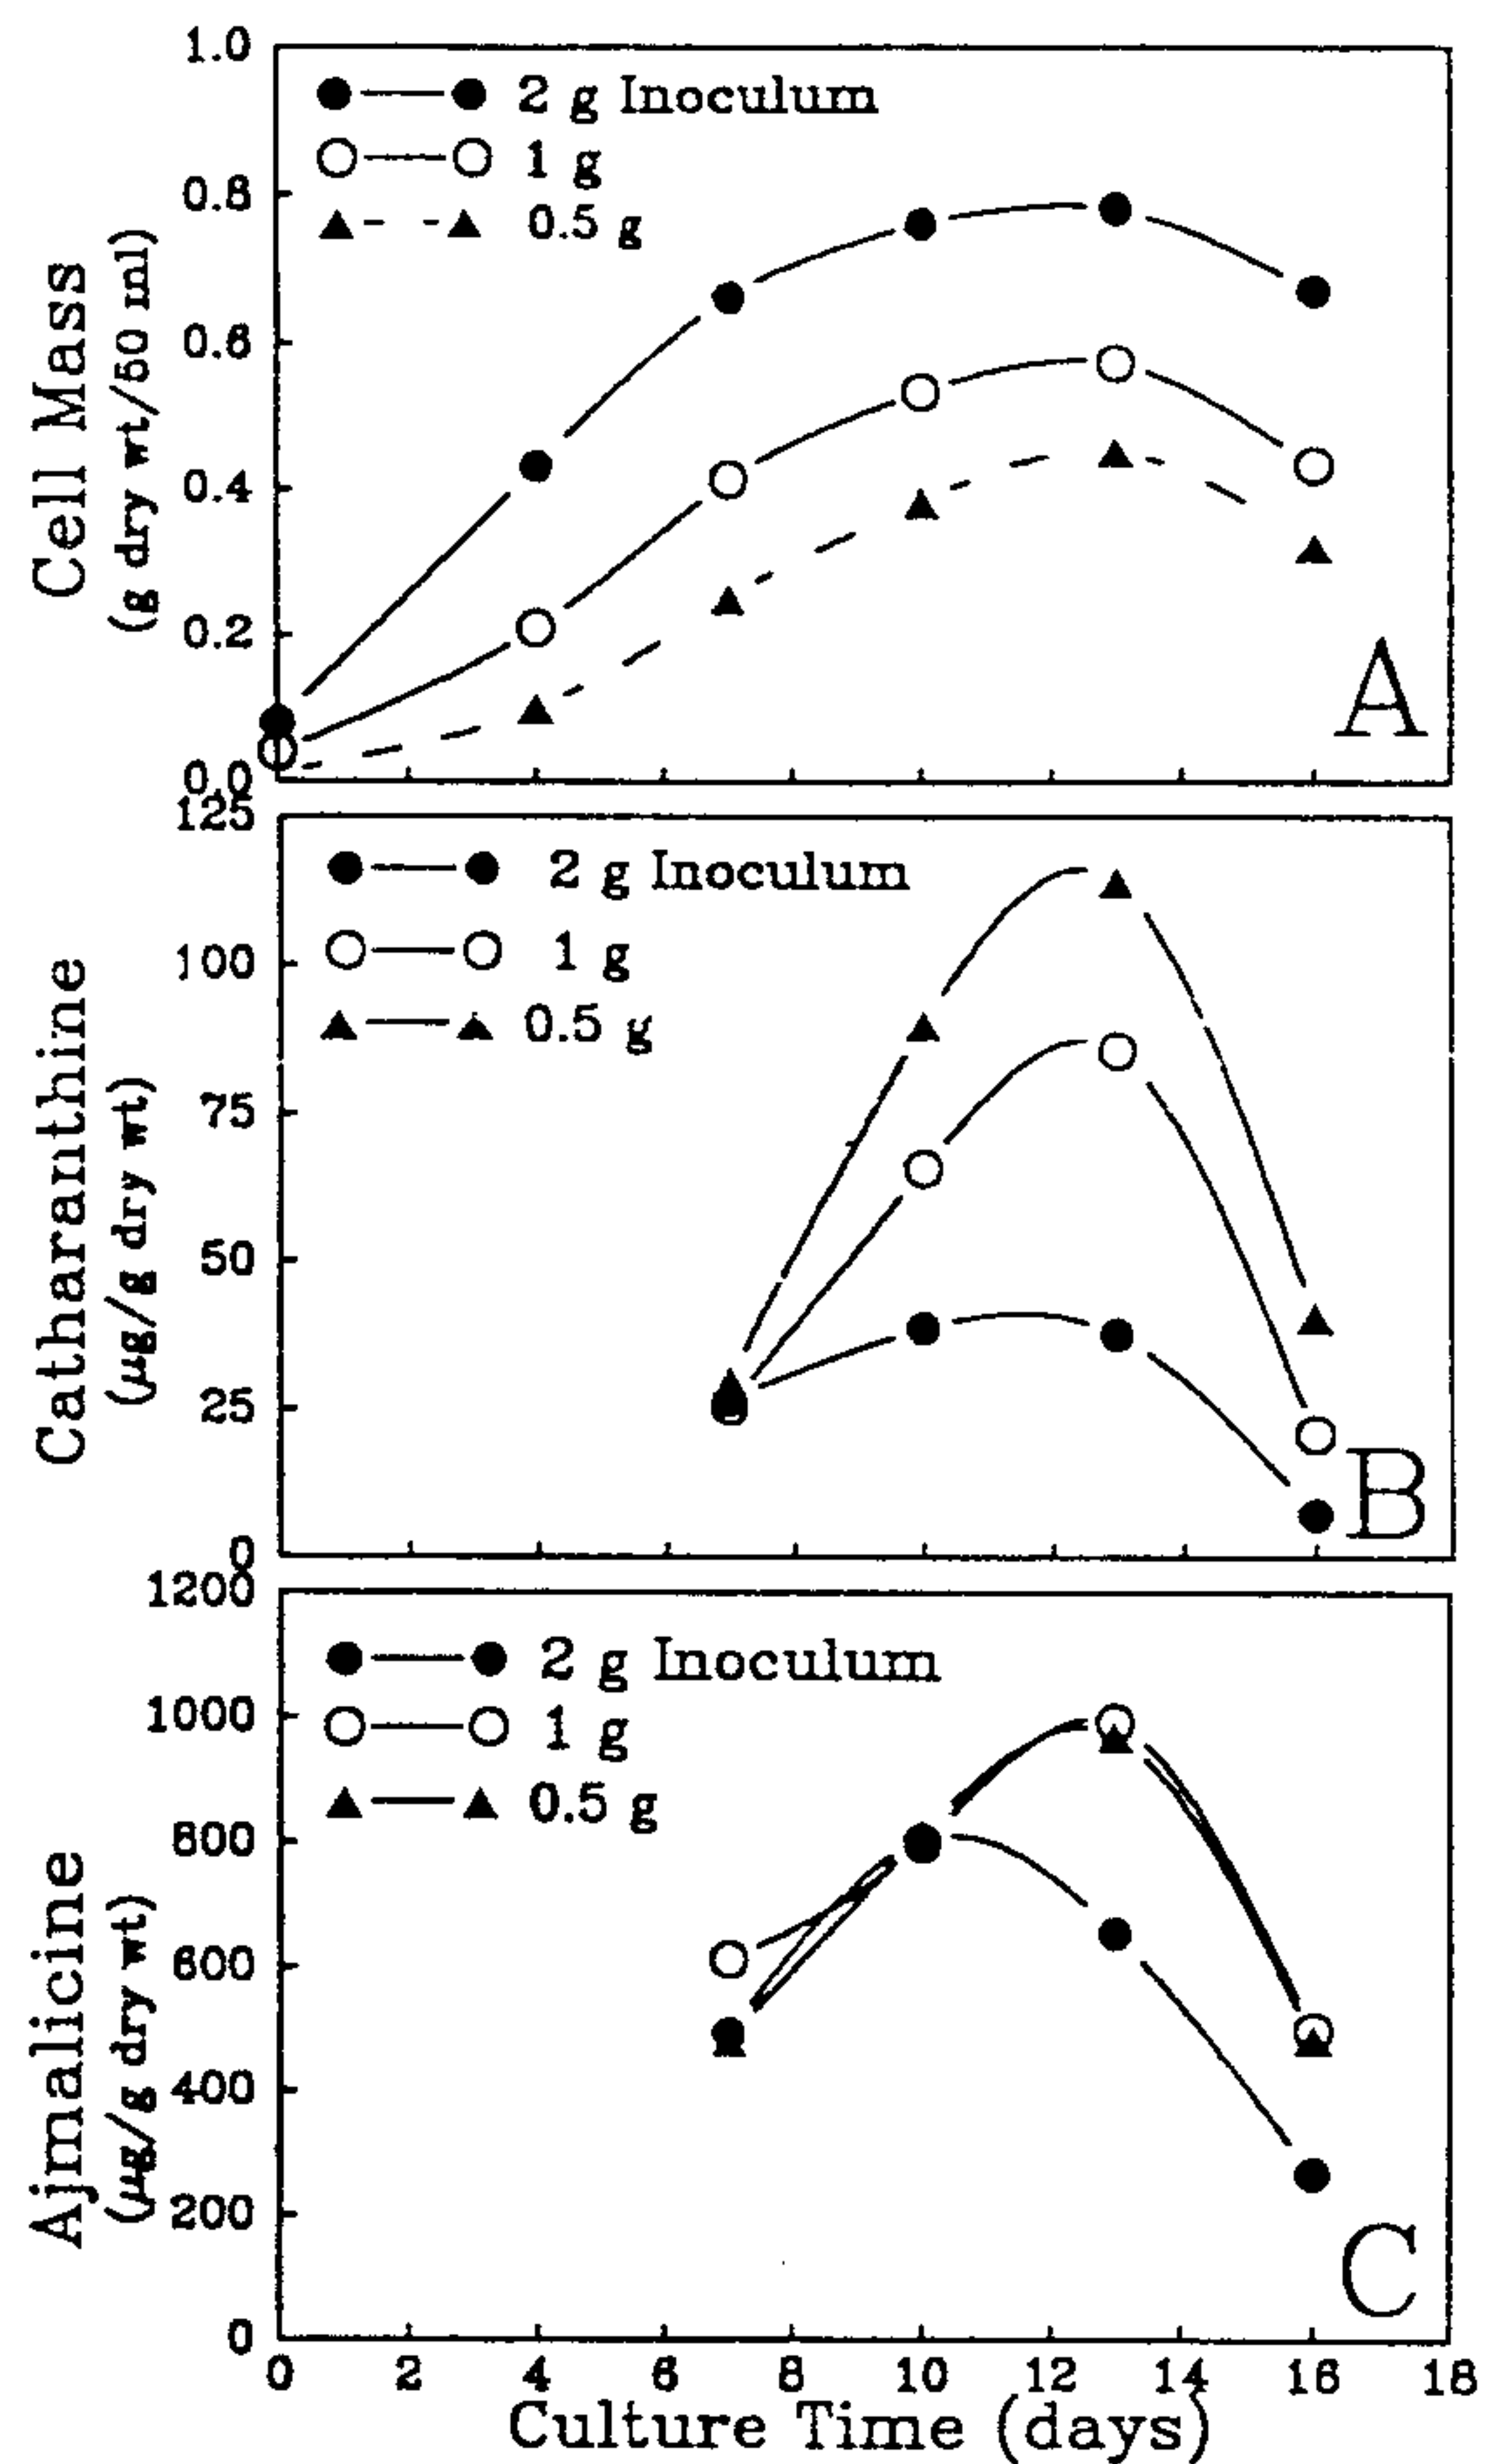 1.0
0.8
0.6
0.4
0.2
0.0
Cell Mass
(g dry wt/50 ml)
2 g Inoculum
1 g
0.5 g
A
125
100
75
50
25
0
Catharanthine
(μg/g dry wt)
2 g Inoculum
1 g
0.5 g
B
1200
1000
800
600
400
200
0
Ajmalicine
(μg/g dry wt)
2 g Inoculum
1 g
0.5 g
C
0 2 4 6 8 10 12 14 16 18
Culture Time (days)